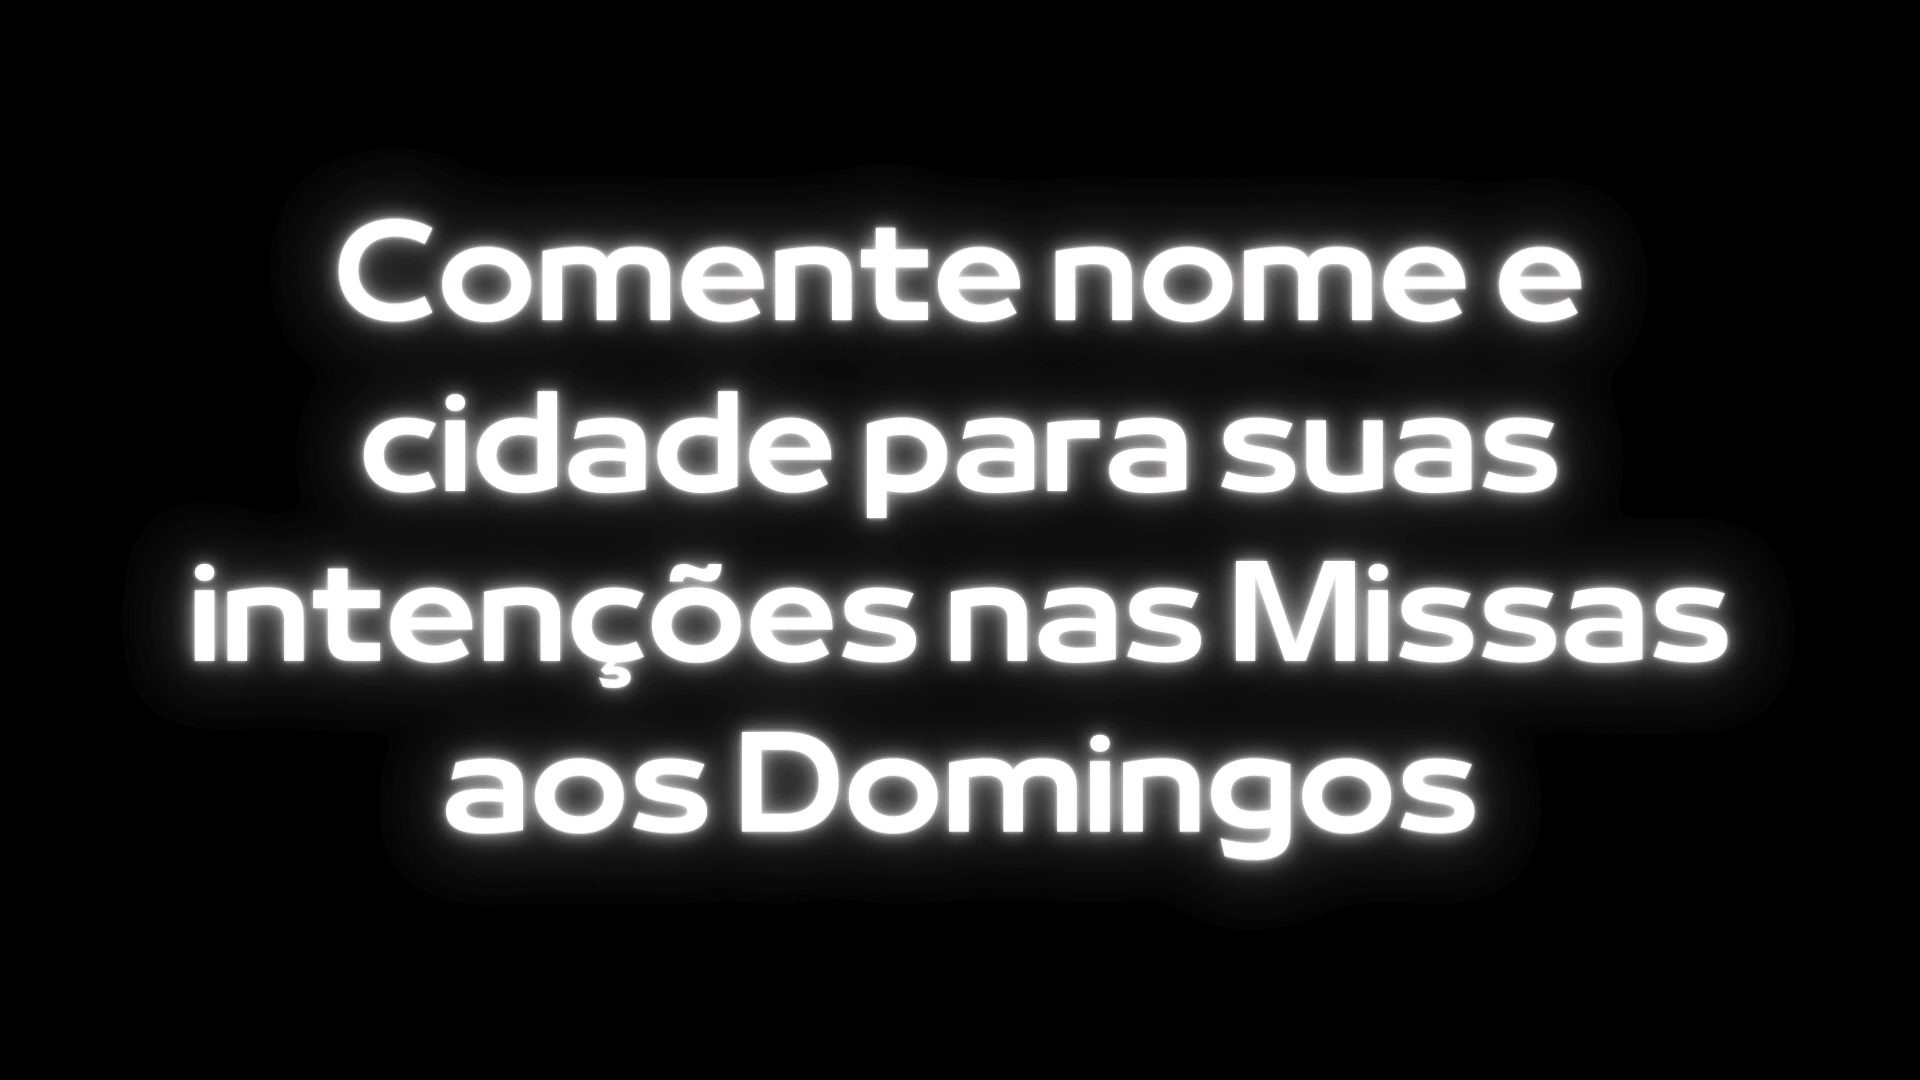 Comente nome e
cidade para suas
intenções nas Missas
aos Domingos